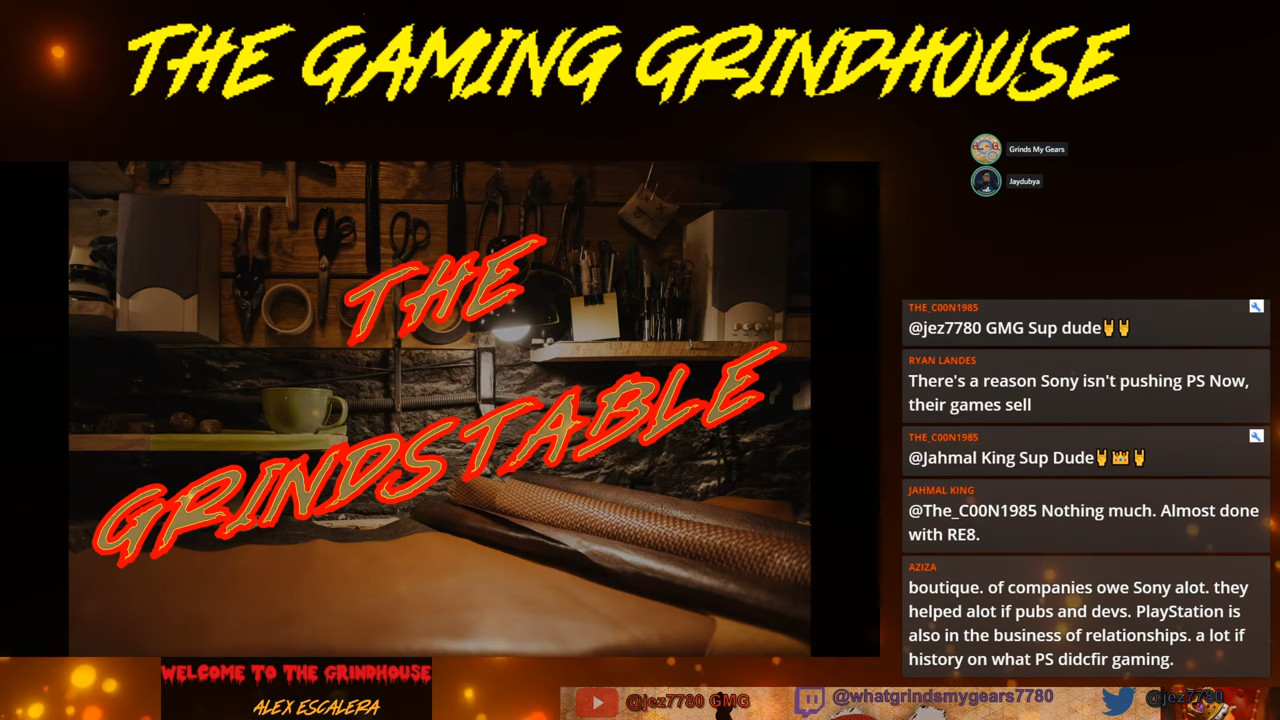 THE GAMING GRINDHOUSE
Grinds My Gears
Jaydubya
THE
GRINDSTABLE
THE_C00N1985
@jez7780 GMG Sup dude🤘🤘
RYAN LANDES
There's a reason Sony isn't pushing PS Now,
their games sell
THE_C00N1985
@Jahmal King Sup Dude🤘👑🤘
JAHMAL KING
@The_C00N1985 Nothing much. Almost done
with RE8.
AZIZA
boutique. of companies owe Sony alot. they
helped alot if pubs and devs. PlayStation is
also in the business of relationships. a lot if
history on what PS didcfir gaming.
WELCOME TO THE GRINDHOUSE
ALEX ESCALERA
@jez7780 GMG
@whatgrindsmygears7780
@jez7780